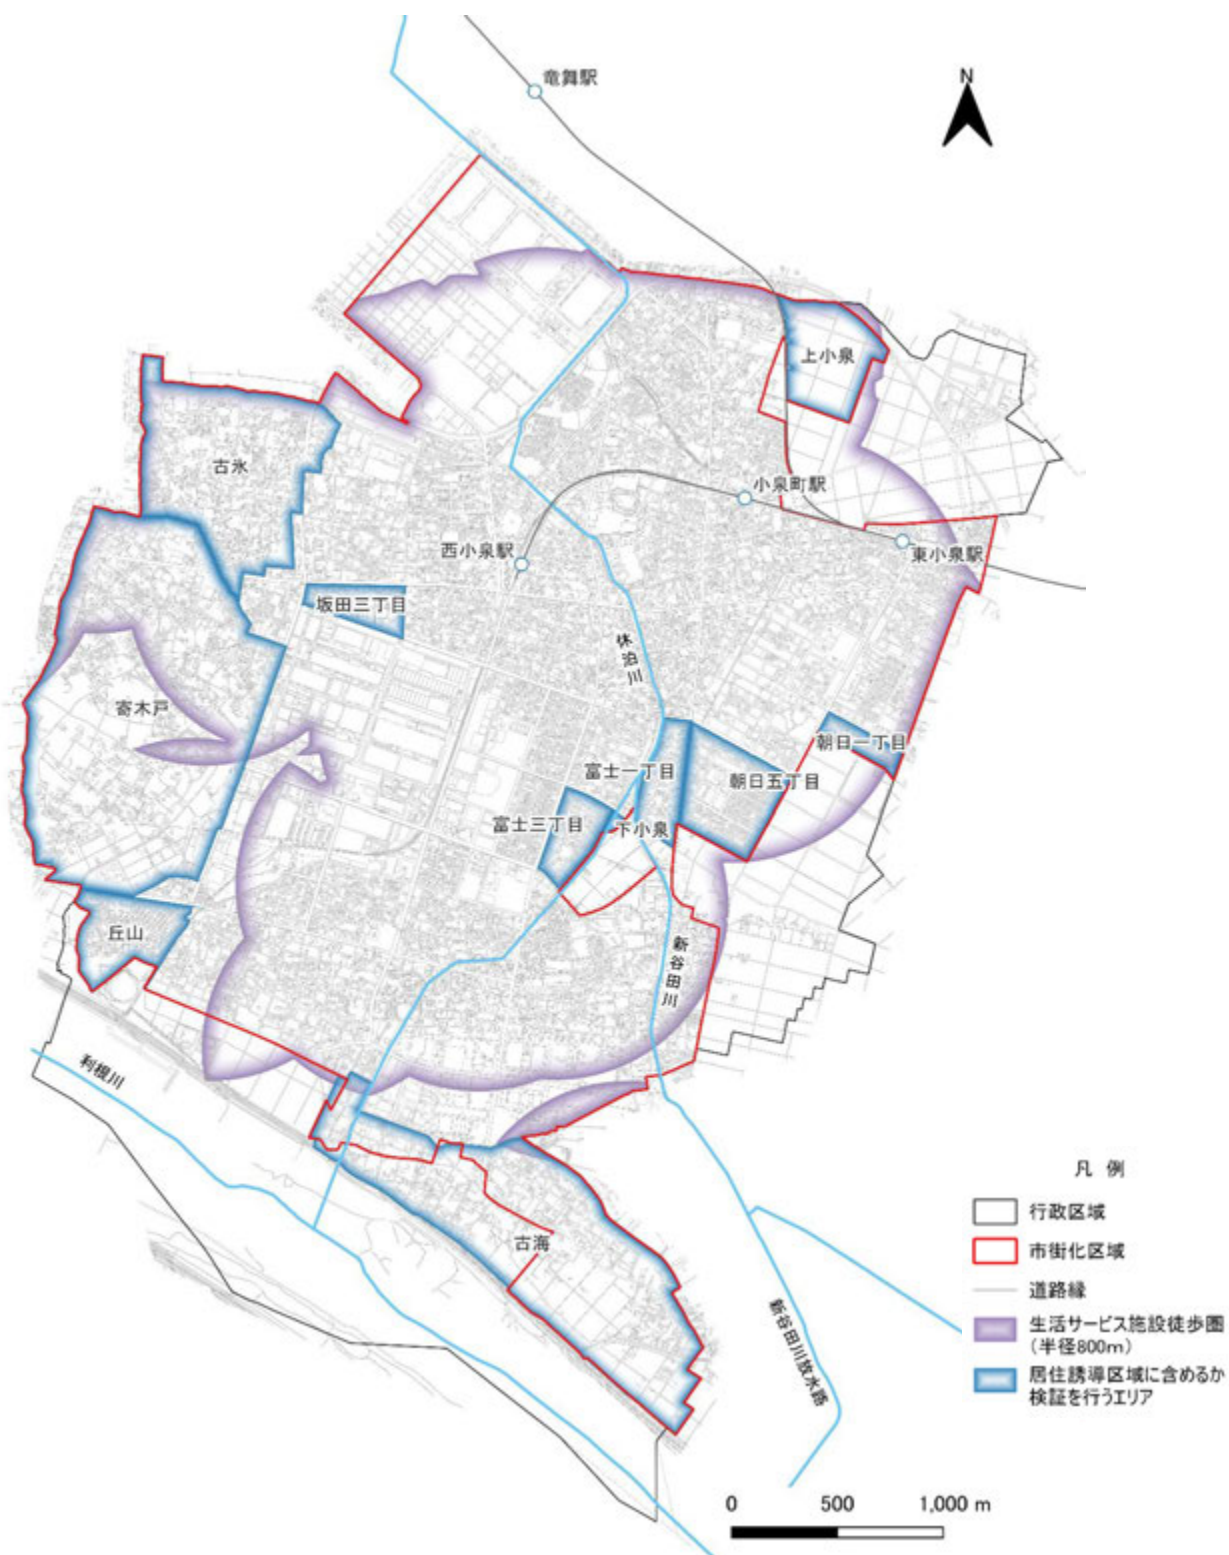 竜舞駅
N
上小泉
古氷
小泉町駅
西小泉駅
東小泉駅
坂田三丁目
休泊川
寄木戸
朝日一丁目
富士一丁目
朝日五丁目
富士三丁目
下小泉
丘山
新谷田川
利根川
古海
新谷田川放水路
凡 例
行政区域
市街化区域
道路縁
生活サービス施設徒歩圏
(半径800m)
居住誘導区域に含めるか
検証を行うエリア
0 500 1,000 m